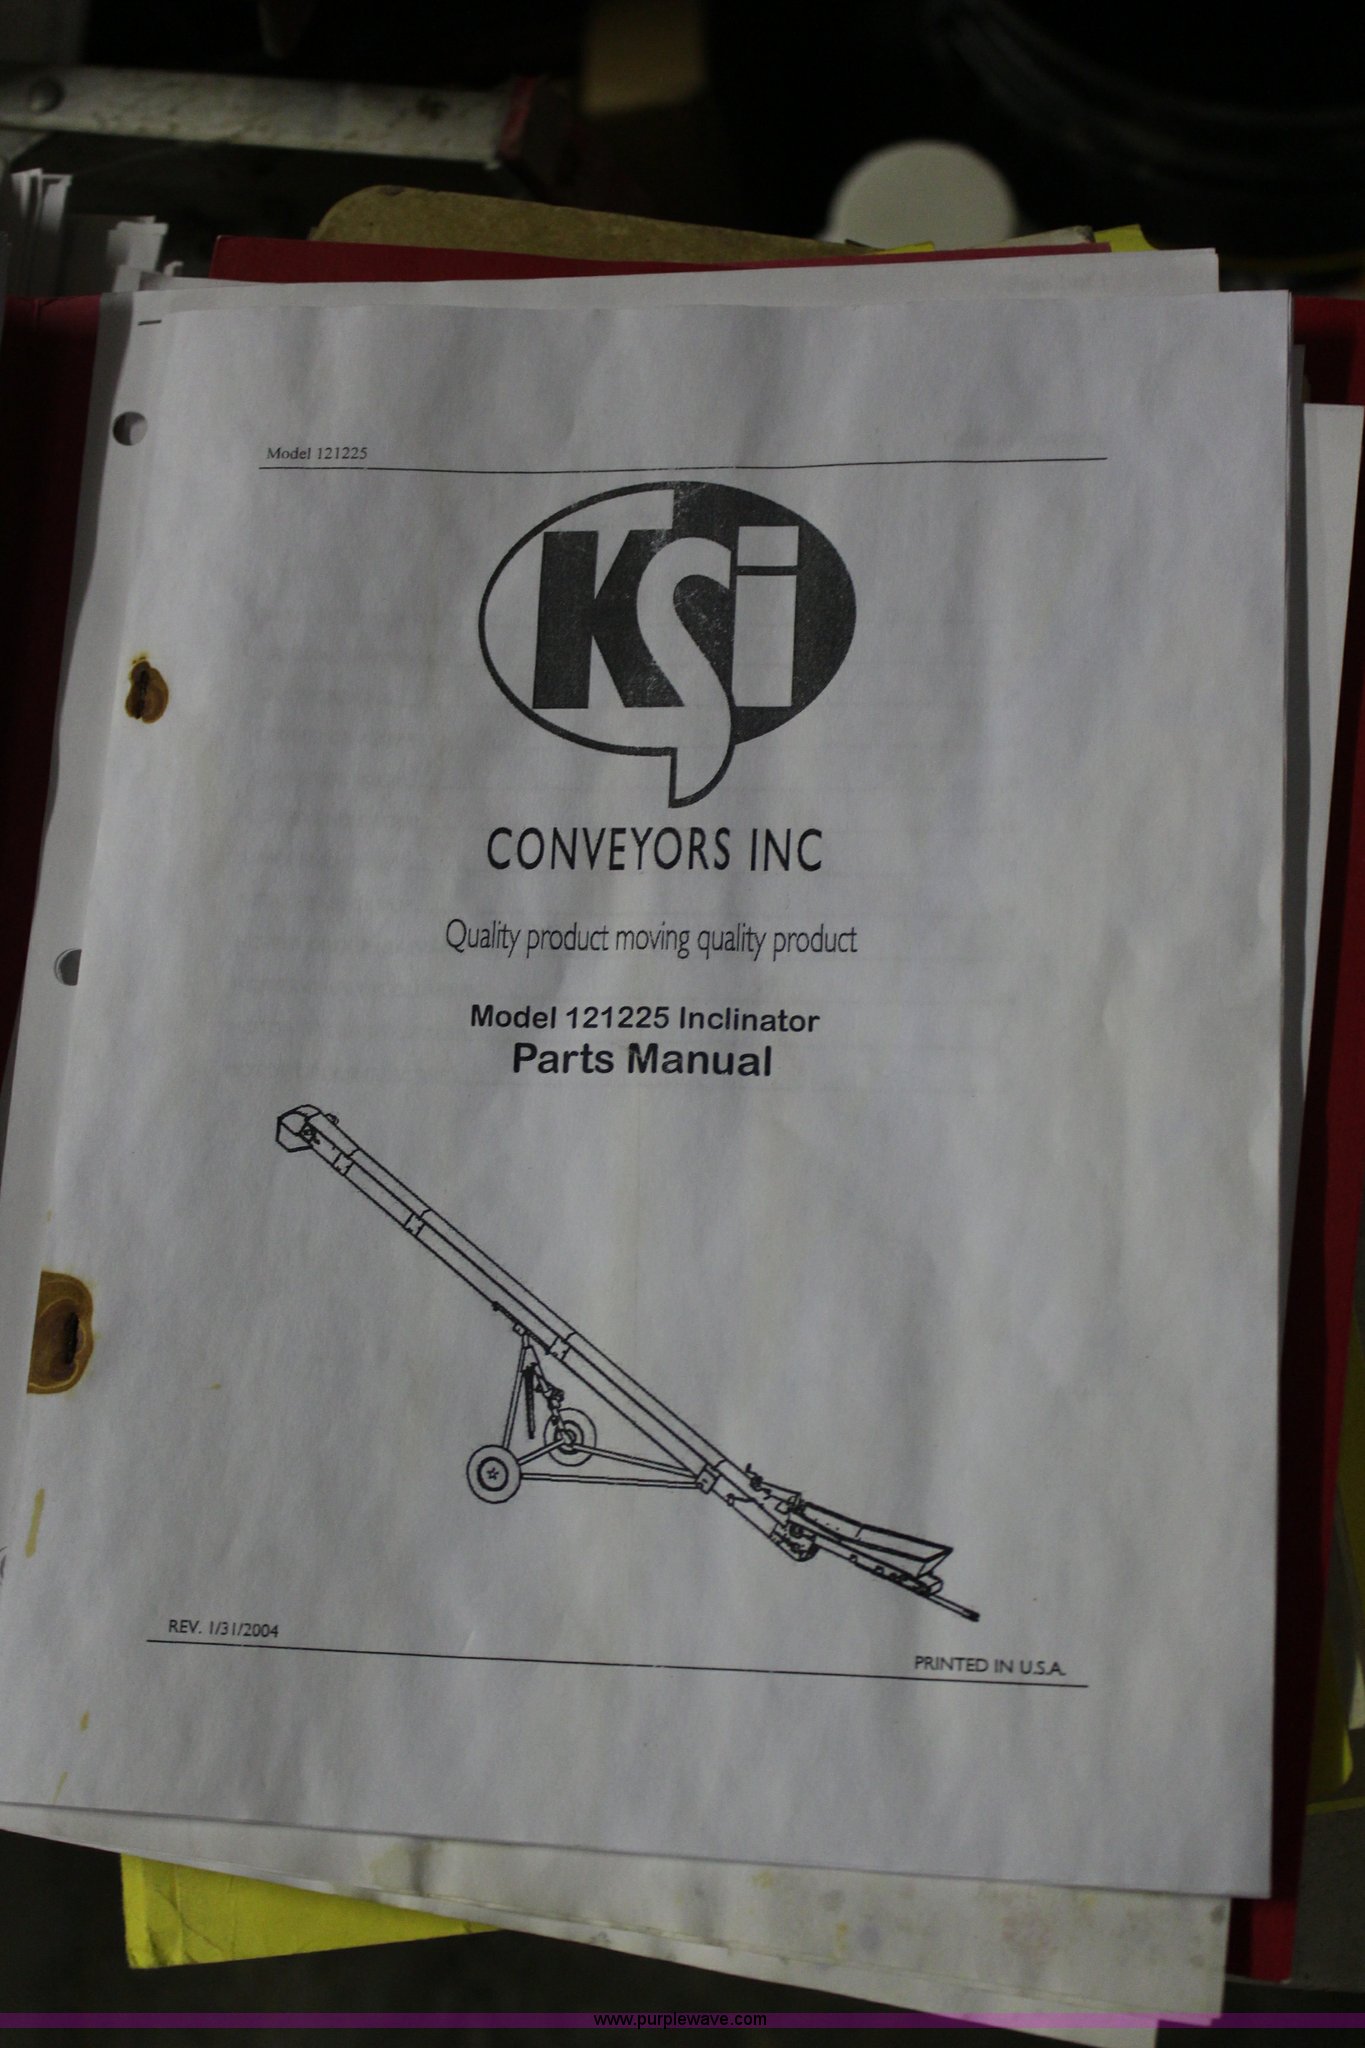 Model 121225
KSi
CONVEYORS INC
Quality product moving quality product
Model 121225 Inclinator
Parts Manual
REV. 1/31/2004
PRINTED IN U.S.A.
www.purplewave.com